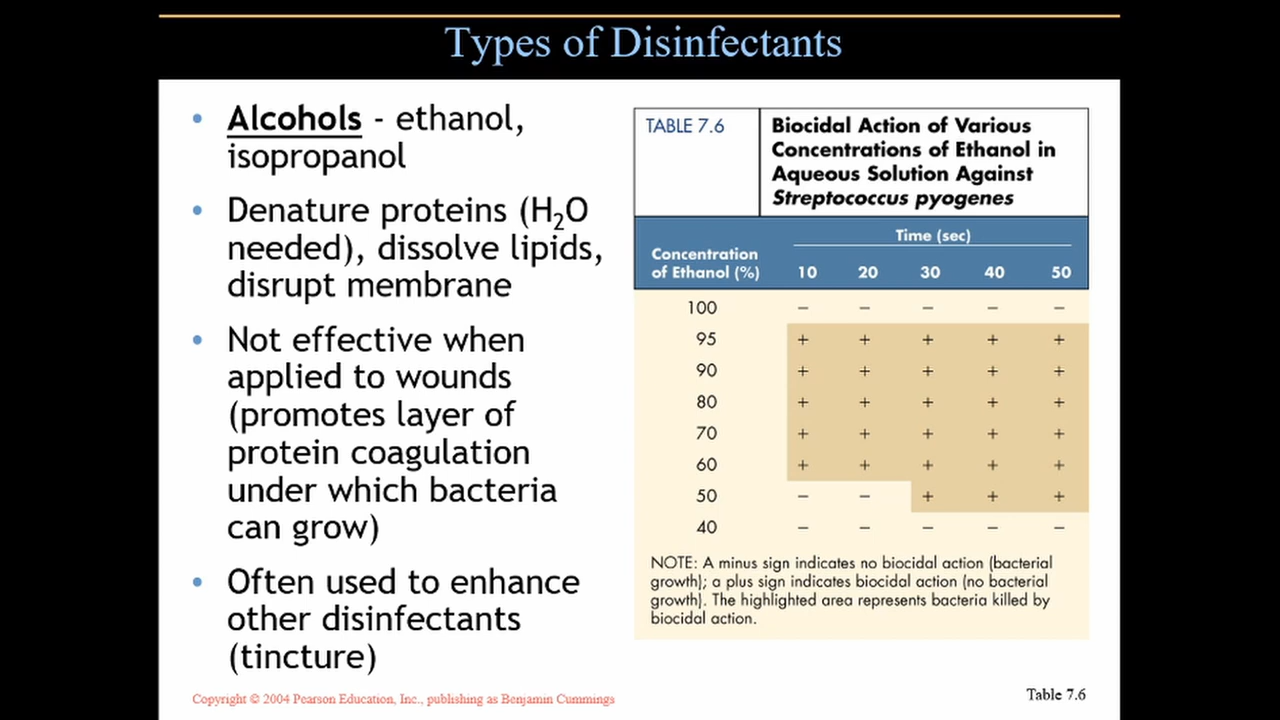 Types of Disinfectants
• Alcohols - ethanol,
isopropanol
• Denature proteins (H₂O
needed), dissolve lipids,
disrupt membrane
• Not effective when
applied to wounds
(promotes layer of
protein coagulation
under which bacteria
can grow)
• Often used to enhance
other disinfectants
(tincture)
TABLE 7.6
Biocidal Action of Various
Concentrations of Ethanol in
Aqueous Solution Against
Streptococcus pyogenes
Time (sec)
Concentration
of Ethanol (%) 10 20 30 40 50
100 − − − − −
95 + + + + +
90 + + + + +
80 + + + + +
70 + + + + +
60 + + + + +
50 − − + + +
40 − − − − −
NOTE: A minus sign indicates no biocidal action (bacterial
growth); a plus sign indicates biocidal action (no bacterial
growth). The highlighted area represents bacteria killed by
biocidal action.
Copyright © 2004 Pearson Education, Inc., publishing as Benjamin Cummings
Table 7.6